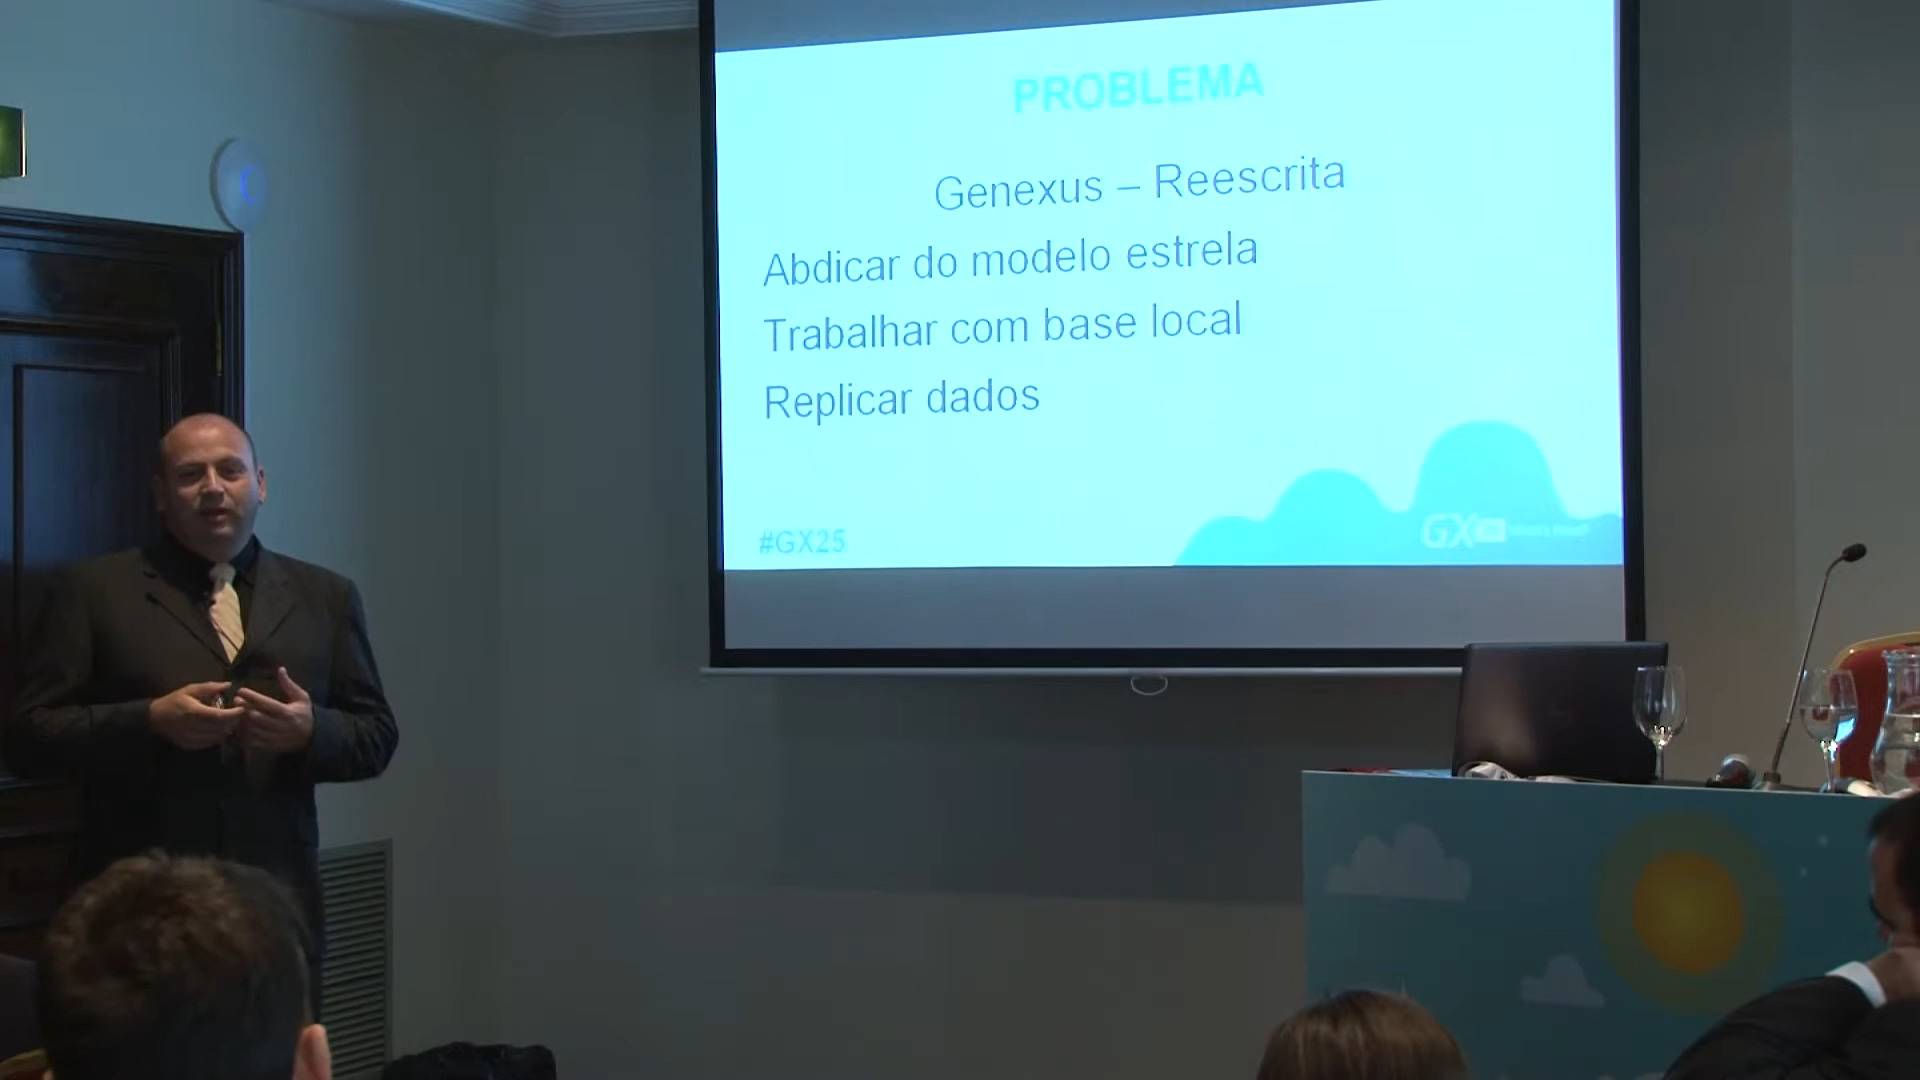 PROBLEMA
Genexus – Reescrita
Abdicar do modelo estrela
Trabalhar com base local
Replicar dados
#GX25
GX